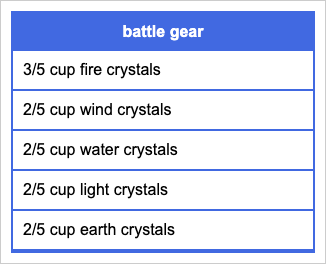 battle gear
3/5 cup fire crystals
2/5 cup wind crystals
2/5 cup water crystals
2/5 cup light crystals
2/5 cup earth crystals